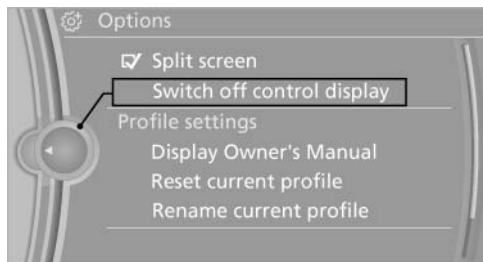 Options
Split screen
Switch off control display
Profile settings
Display Owner's Manual
Reset current profile
Rename current profile